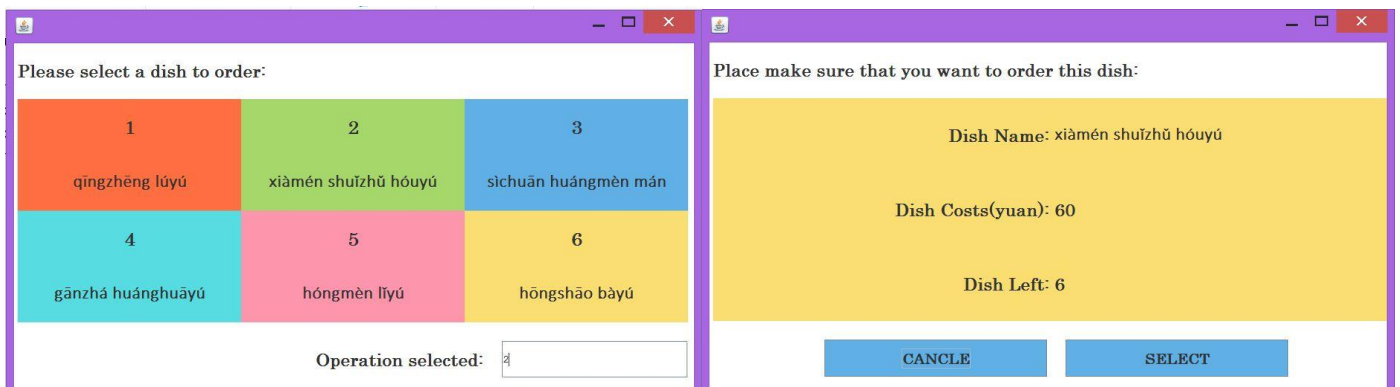 Please select a dish to order:
1
2
3
qīngzhēng lúyú
xiàmén shuǐzhǔ hóuyú
sìchuān huángmèn mán
4
5
6
gānzhá huánghuāyú
hóngmèn lǐyú
hōngshāo bàyú
Operation selected:
2
Place make sure that you want to order this dish:
Dish Name: xiàmén shuǐzhǔ hóuyú
Dish Costs(yuan): 60
Dish Left: 6
CANCLE
SELECT